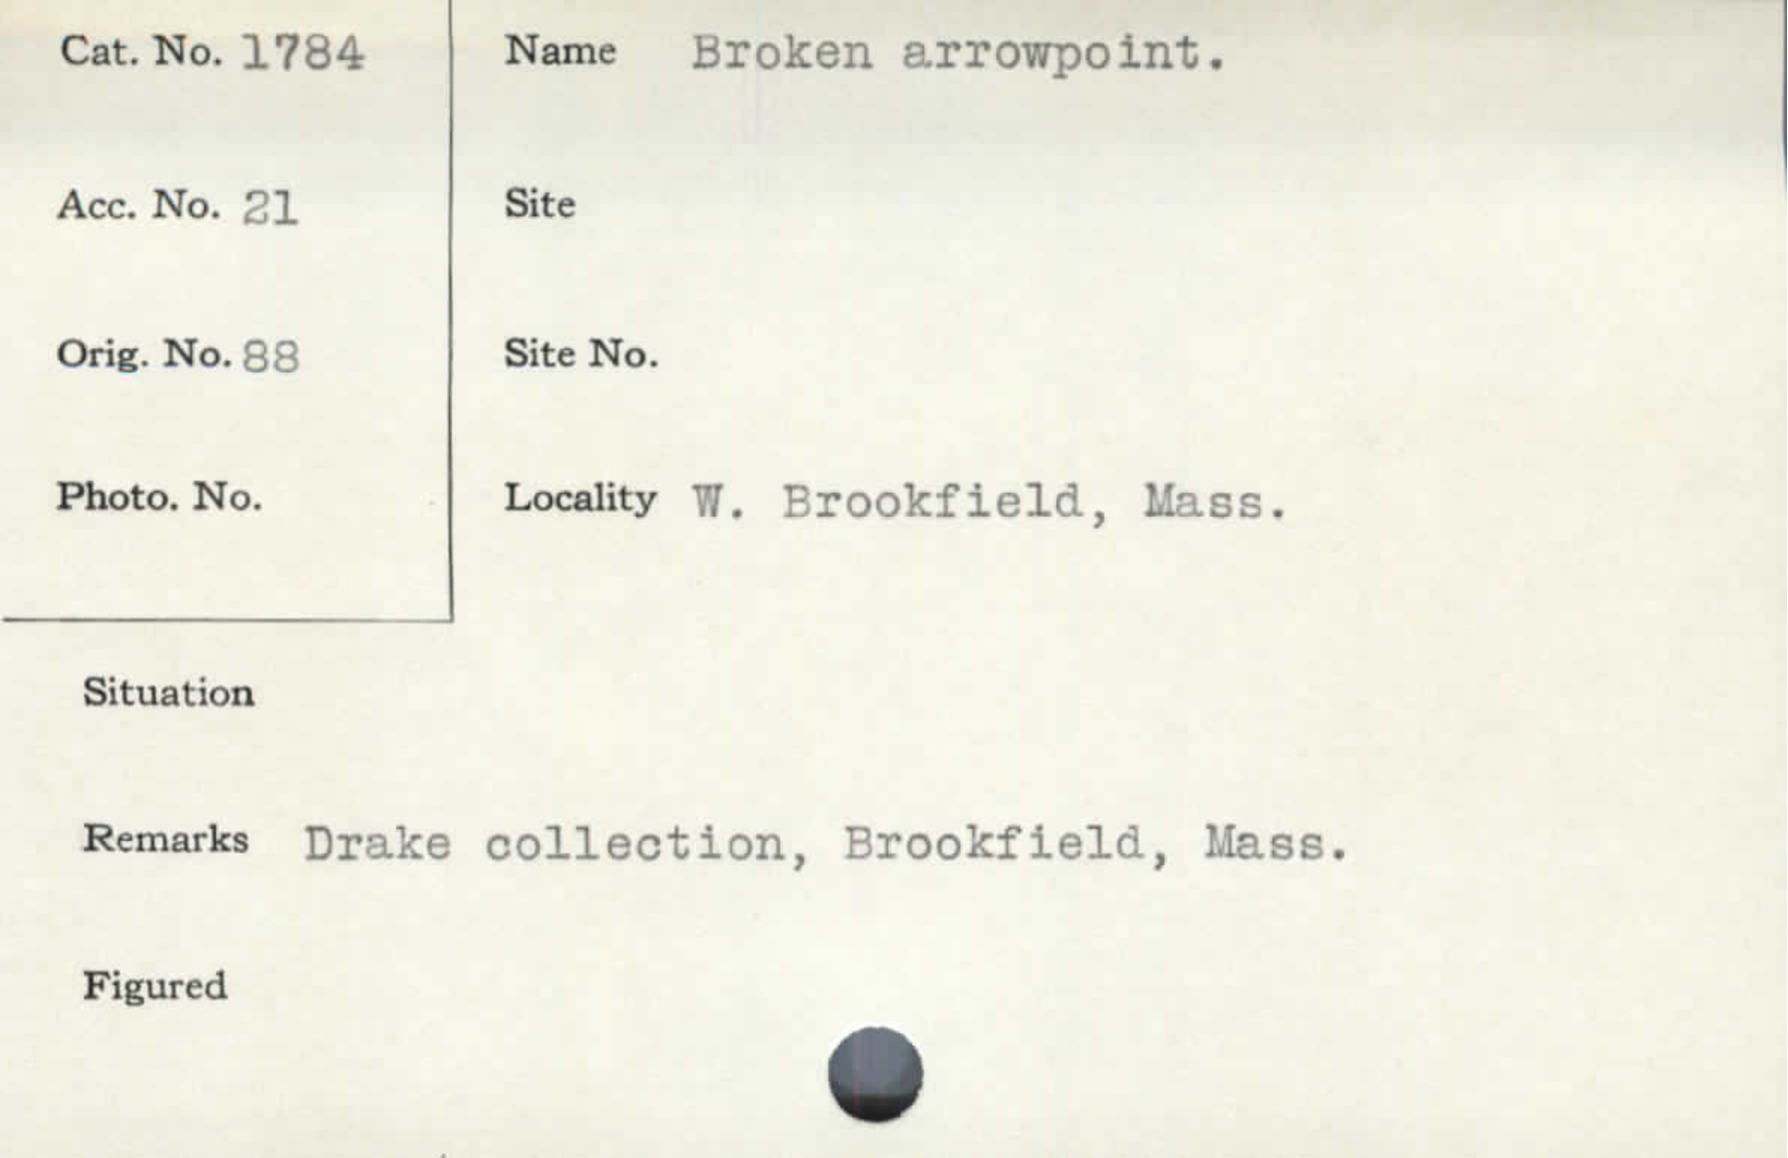 Cat. No. 1784
Acc. No. 21
Orig. No. 88
Photo. No.
Name Broken arrowpoint.
Site
Site No.
Locality W. Brookfield, Mass.
Situation
Remarks Drake collection, Brookfield, Mass.
Figured